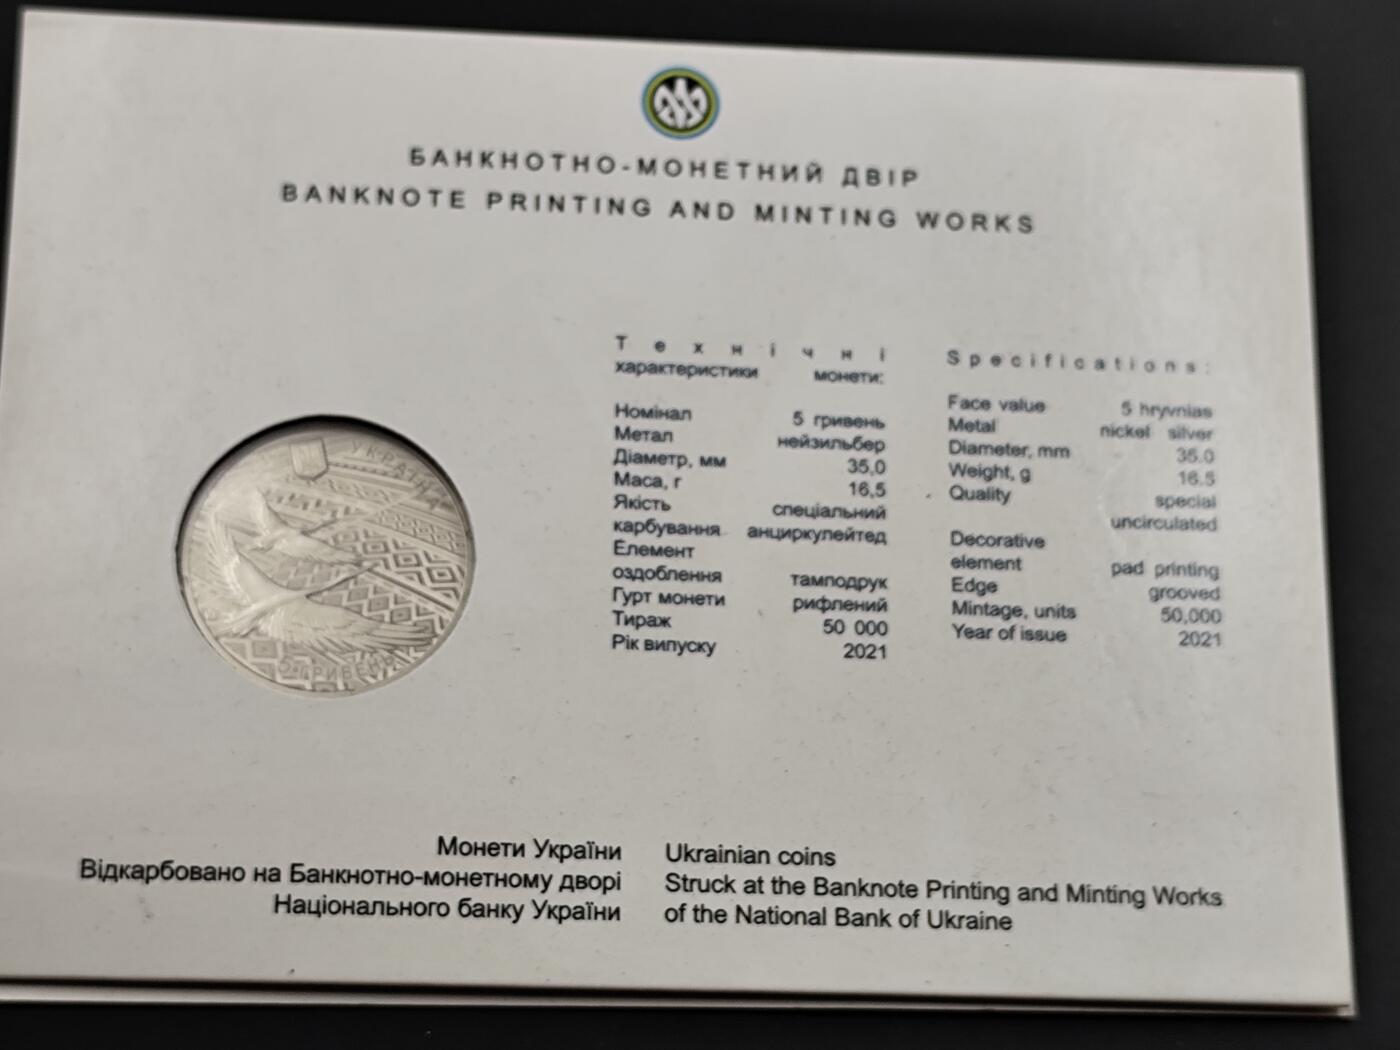 БАНКНОТНО-МОНЕТНИЙ ДВІР
BANKNOTE PRINTING AND MINTING WORKS
Технічні
характеристики монети:
Номінал 5 гривень
Метал нейзильбер
Діаметр, мм 35,0
Маса, г 16,5
Якість спеціальний
карбування анциркулейтед
Елемент
оздоблення тамподрук
Гурт монети рифлений
Тираж 50 000
Рік випуску 2021
Specifications:
Face value 5 hryvnias
Metal nickel silver
Diameter, mm 35.0
Weight, g 16.5
Quality special
uncirculated
Decorative
element pad printing
Edge grooved
Mintage, units 50,000
Year of issue 2021
УКРАЇНА
5 ГРИВЕНЬ
Монети України
Відкарбовано на Банкнотно-монетному дворі
Національного банку України
Ukrainian coins
Struck at the Banknote Printing and Minting Works
of the National Bank of Ukraine